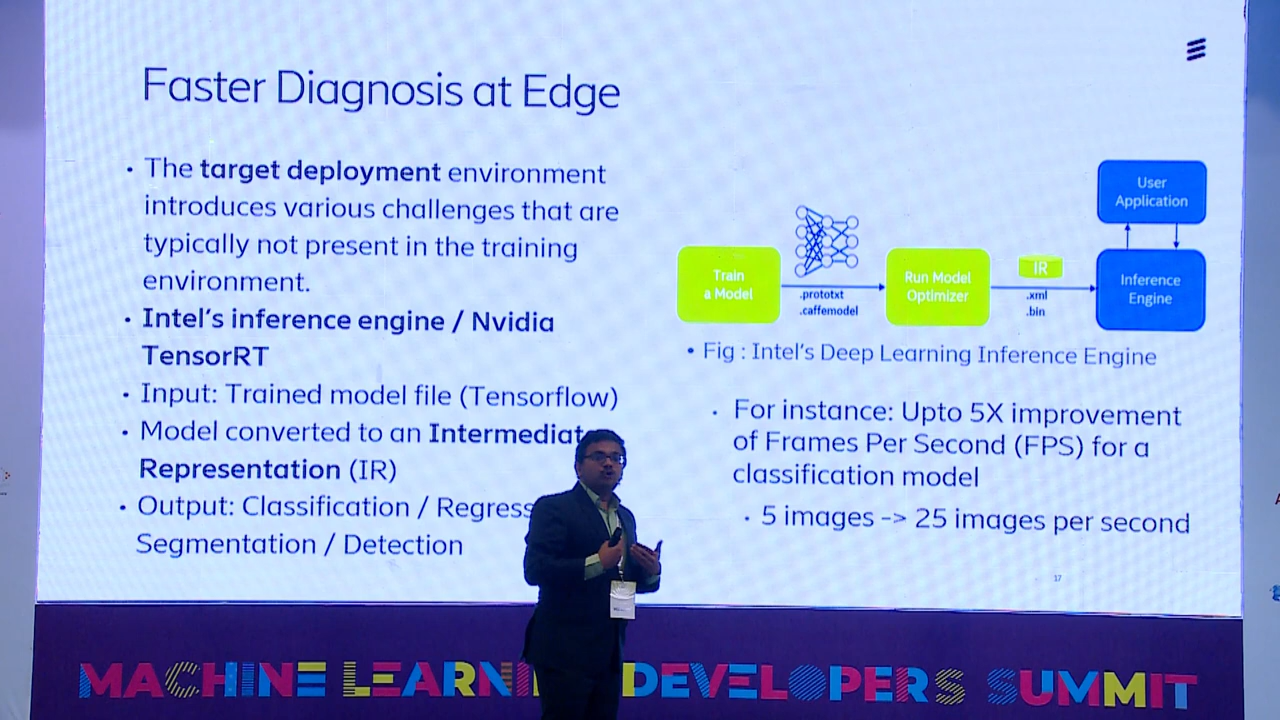 Faster Diagnosis at Edge
• The target deployment environment
introduces various challenges that are
typically not present in the training
environment.
• Intel's inference engine / Nvidia
TensorRT
• Input: Trained model file (Tensorflow)
• Model converted to an
Representation (IR)
• Output: Classification /
Segmentation / Detection
Train
a Model
.prototxt
.caffemodel
Run Model
Optimizer
IR
.xml
.bin
User
Application
Inference
Engine
• Fig : Intel's Deep Learning Inference Engine
• For instance: Upto 5X improvement
of Frames Per Second (FPS) for a
classification model
• 5 images -> 25 images per second
17
MACHINE DEVELOPERS SUMMIT